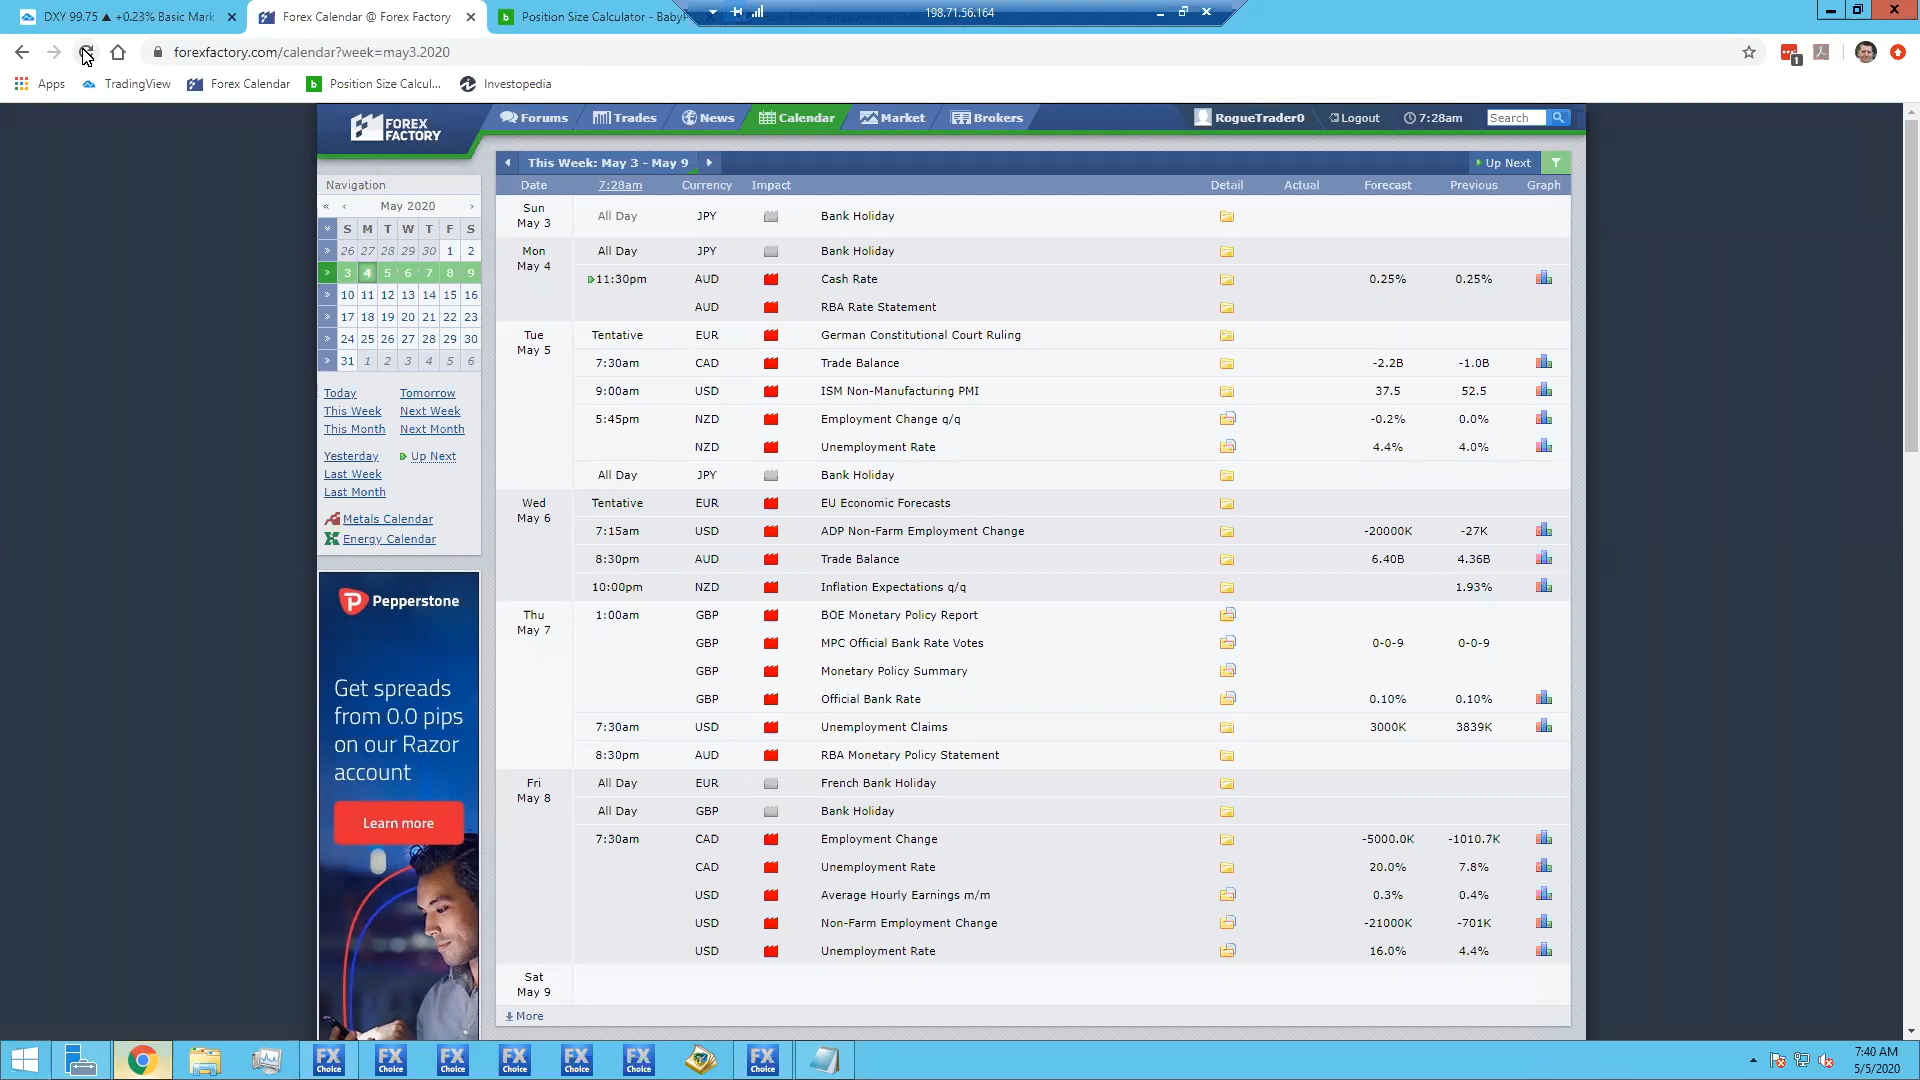 DXY 99.75 ▲ +0.23% Basic Mark
Forex Calendar @ Forex Factory
Position Size Calculator - BabyP
198.71.56.164
forexfactory.com/calendar?week=may3.2020
1
Apps
TradingView
Forex Calendar
Position Size Calcul...
Investopedia
FOREX
FACTORY
Forums
Trades
News
Calendar
Market
Brokers
RogueTrader0
Logout
7:28am
Search
Navigation
« ‹ May 2020 ›
S M T W T F S
» 26 27 28 29 30 1 2
» 3 4 5 6 7 8 9
» 10 11 12 13 14 15 16
» 17 18 19 20 21 22 23
» 24 25 26 27 28 29 30
» 31 1 2 3 4 5 6
Today Tomorrow
This Week Next Week
This Month Next Month
Yesterday Up Next
Last Week
Last Month
Metals Calendar
Energy Calendar
Pepperstone
Get spreads
from 0.0 pips
on our Razor
account
Learn more
This Week: May 3 - May 9
Up Next
Date 7:28am Currency Impact Detail Actual Forecast Previous Graph
Sun
May 3
All Day JPY Bank Holiday
Mon
May 4
All Day JPY Bank Holiday
11:30pm AUD Cash Rate 0.25% 0.25%
AUD RBA Rate Statement
Tue
May 5
Tentative EUR German Constitutional Court Ruling
7:30am CAD Trade Balance -2.2B -1.0B
9:00am USD ISM Non-Manufacturing PMI 37.5 52.5
5:45pm NZD Employment Change q/q -0.2% 0.0%
NZD Unemployment Rate 4.4% 4.0%
All Day JPY Bank Holiday
Wed
May 6
Tentative EUR EU Economic Forecasts
7:15am USD ADP Non-Farm Employment Change -20000K -27K
8:30pm AUD Trade Balance 6.40B 4.36B
10:00pm NZD Inflation Expectations q/q 1.93%
Thu
May 7
1:00am GBP BOE Monetary Policy Report
GBP MPC Official Bank Rate Votes 0-0-9 0-0-9
GBP Monetary Policy Summary
GBP Official Bank Rate 0.10% 0.10%
7:30am USD Unemployment Claims 3000K 3839K
8:30pm AUD RBA Monetary Policy Statement
Fri
May 8
All Day EUR French Bank Holiday
All Day GBP Bank Holiday
7:30am CAD Employment Change -5000.0K -1010.7K
CAD Unemployment Rate 20.0% 7.8%
USD Average Hourly Earnings m/m 0.3% 0.4%
USD Non-Farm Employment Change -21000K -701K
USD Unemployment Rate 16.0% 4.4%
Sat
May 9
More
FX Choice
FX Choice
FX Choice
FX Choice
FX Choice
FX Choice
FX Choice
7:40 AM
5/5/2020